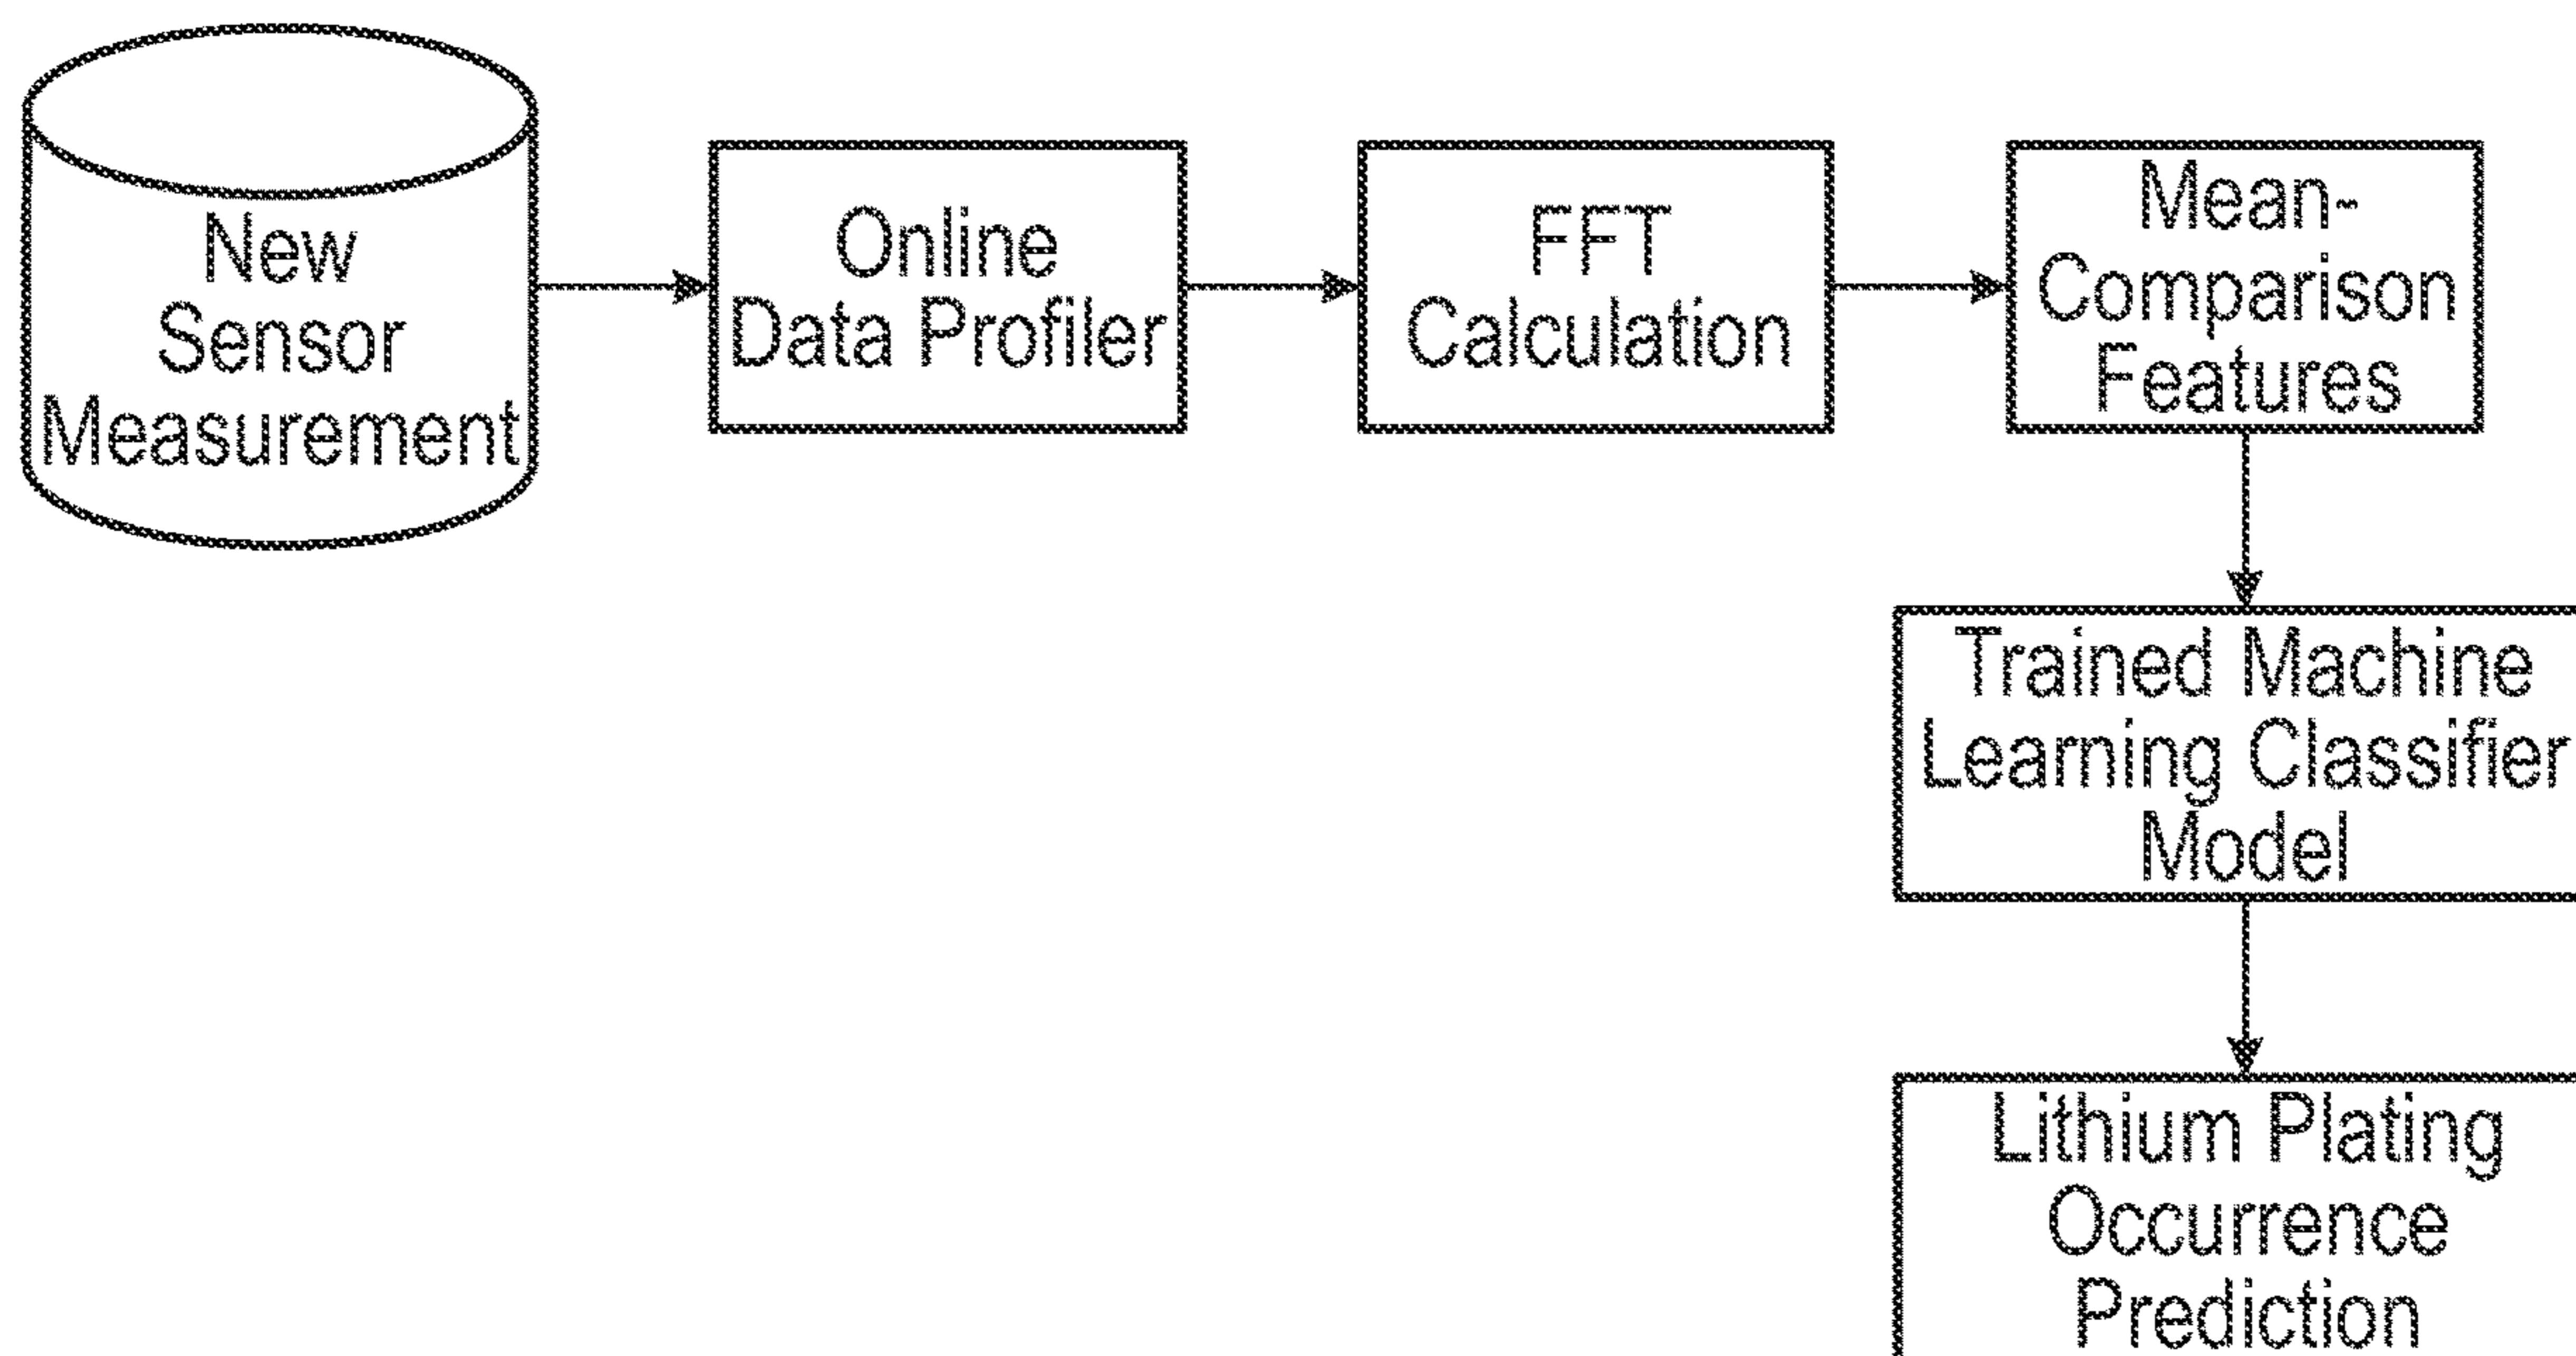 New
Sensor
Measurement
Online
Data Profiler
FFT
Calculation
Mean-
Comparison
Features
Trained Machine
Learning Classifier
Model
Lithium Plating
Occurrence
Prediction